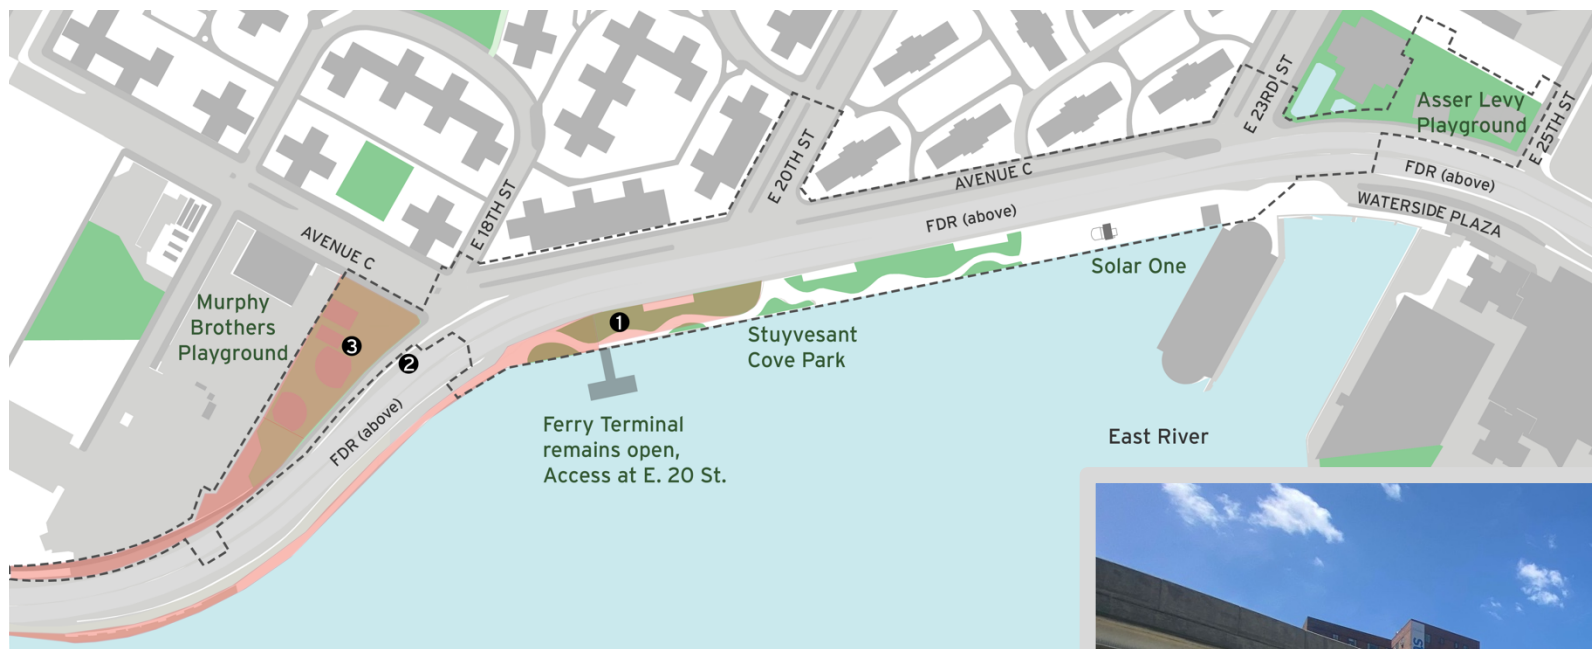 E 23RD ST
Asser Levy
Playground
E 25TH ST
FDR (above)
WATERSIDE PLAZA
E 20TH ST
AVENUE C
FDR (above)
E 18TH ST
AVENUE C
Solar One
Murphy
Brothers
Playground
3
2
1
Stuyvesant
Cove Park
FDR (above)
Ferry Terminal
remains open,
Access at E. 20 St.
East River